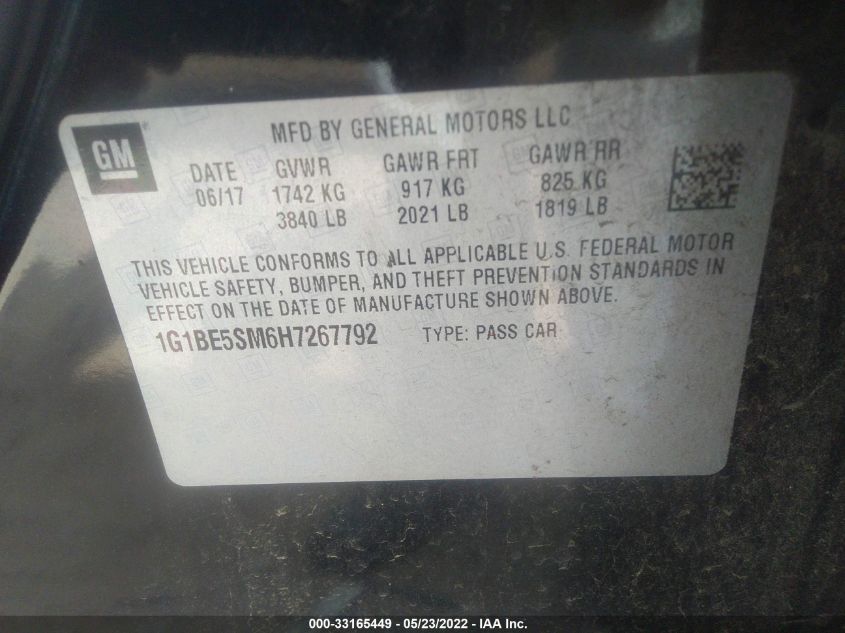 GM
MFD BY GENERAL MOTORS LLC
DATE GVWR GAWR FRT GAWR RR
06/17 1742 KG 917 KG 825 KG
3840 LB 2021 LB 1819 LB
THIS VEHICLE CONFORMS TO ALL APPLICABLE U.S. FEDERAL MOTOR
VEHICLE SAFETY, BUMPER, AND THEFT PREVENTION STANDARDS IN
EFFECT ON THE DATE OF MANUFACTURE SHOWN ABOVE.
1G1BE5SM6H7267792 TYPE: PASS CAR
000-33165449 - 05/23/2022 - IAA Inc.